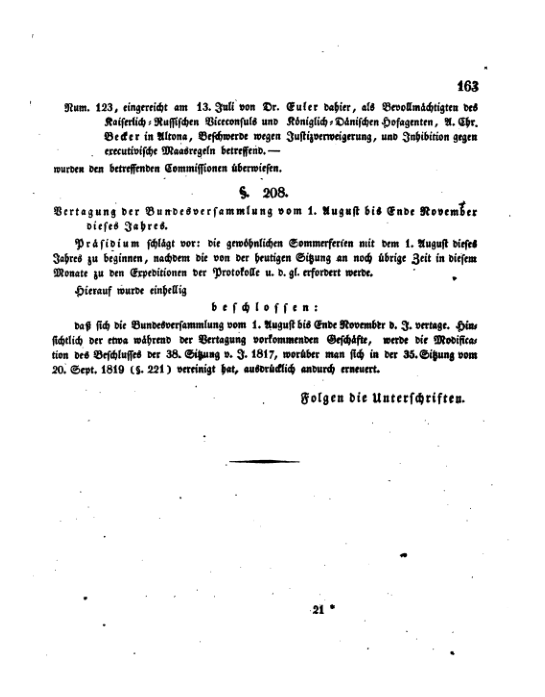 163
Num. 123, eingereicht am 13. Juli von Dr. Euler dahier, als Bevollmächtigten des
Kaiserlich-Russischen Viceconsuls und Königlich-Dänischen Hofagenten, A. Chr.
Becker in Altona, Beschwerde wegen Justizverweigerung, und Inhibition gegen
executivische Maasregeln betreffend. —
wurden den betreffenden Commissionen überwiesen.
§. 208.
Vertagung der Bundesversammlung vom 1. August bis Ende November
dieses Jahres.
Präsidium schlägt vor: die gewöhnlichen Sommerferien mit dem 1. August dieses
Jahres zu beginnen, nachdem die von der heutigen Sitzung an noch übrige Zeit in diesem
Monate zu den Expeditionen der Protokolle u. d. gl. erfordert werde.
Hierauf wurde einhellig
beschlossen:
daß sich die Bundesversammlung vom 1. August bis Ende November d. J. vertage. Hin-
sichtlich der etwa während der Vertagung vorkommenden Geschäfte, werde die Modifica-
tion des Beschlusses der 38. Sitzung v. J. 1817, worüber man sich in der 35. Sitzung vom
20. Sept. 1819 (§. 221) vereinigt hat, ausdrücklich andurch erneuert.
Folgen die Unterschriften.
21 *